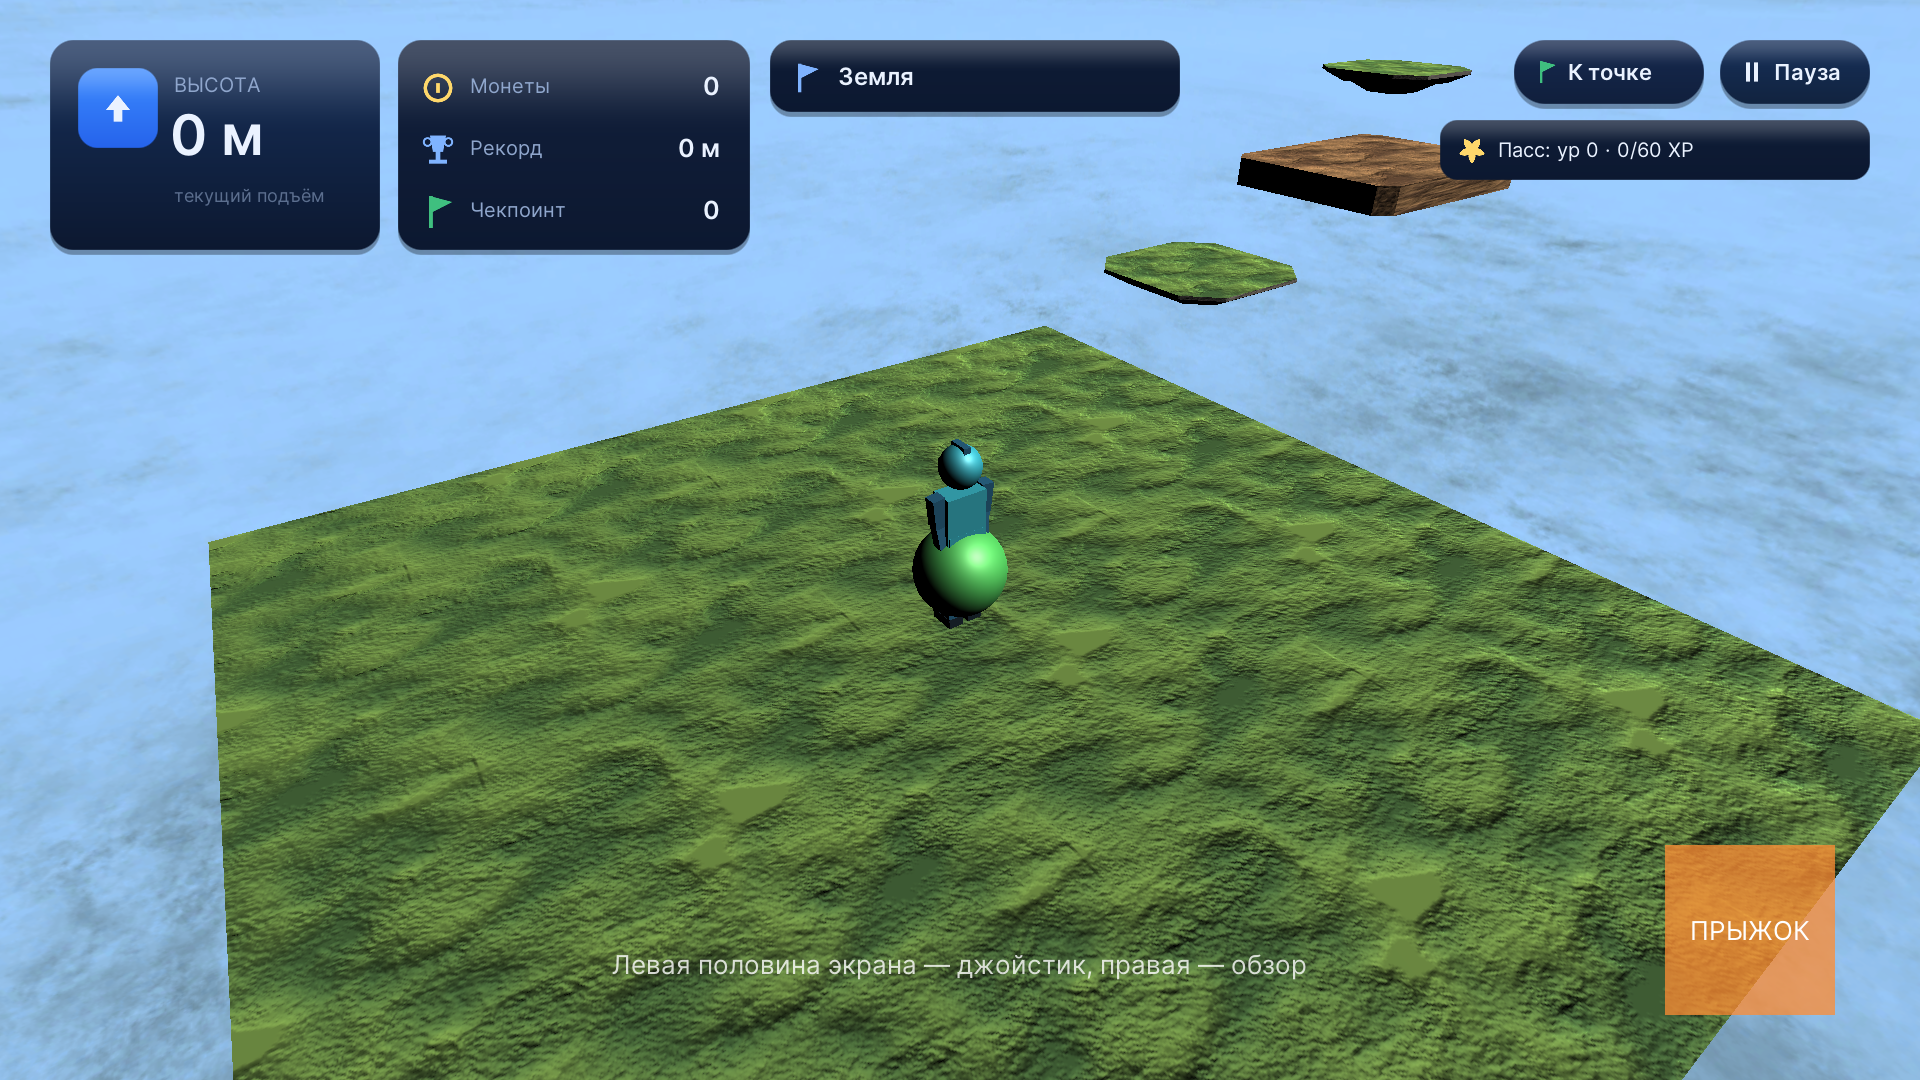 ВЫСОТА
0 м
текущий подъём
Монеты 0
Рекорд 0 м
Чекпоинт 0
Земля
К точке
Пауза
Пасс: ур 0 · 0/60 XP
ПРЫЖОК
Левая половина экрана — джойстик, правая — обзор